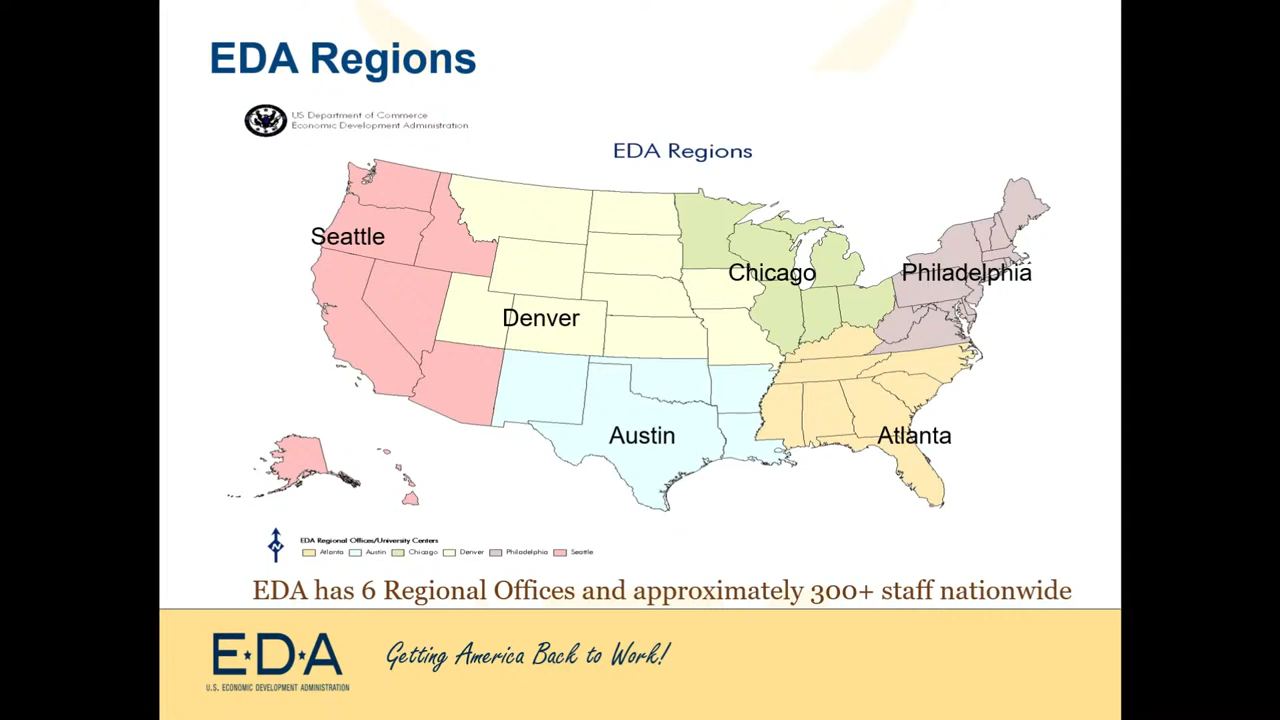 EDA Regions
US Department of Commerce
Economic Development Administration
EDA Regions
Seattle
Chicago
Philadelphia
Denver
Austin
Atlanta
N
EDA Regional Offices/University Centers
Atlanta Austin Chicago Denver Philadelphia Seattle
EDA has 6 Regional Offices and approximately 300+ staff nationwide
E★D★A
Getting America Back to Work!
U.S. ECONOMIC DEVELOPMENT ADMINISTRATION